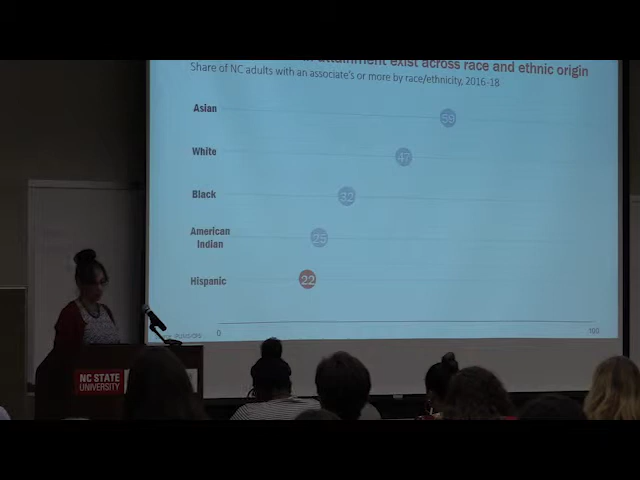 attainment exist across race and ethnic origin
Share of NC adults with an associate's or more by race/ethnicity, 2016-18
Asian
59
White
47
Black
32
American
Indian
25
Hispanic
22
0
100
NC STATE
UNIVERSITY